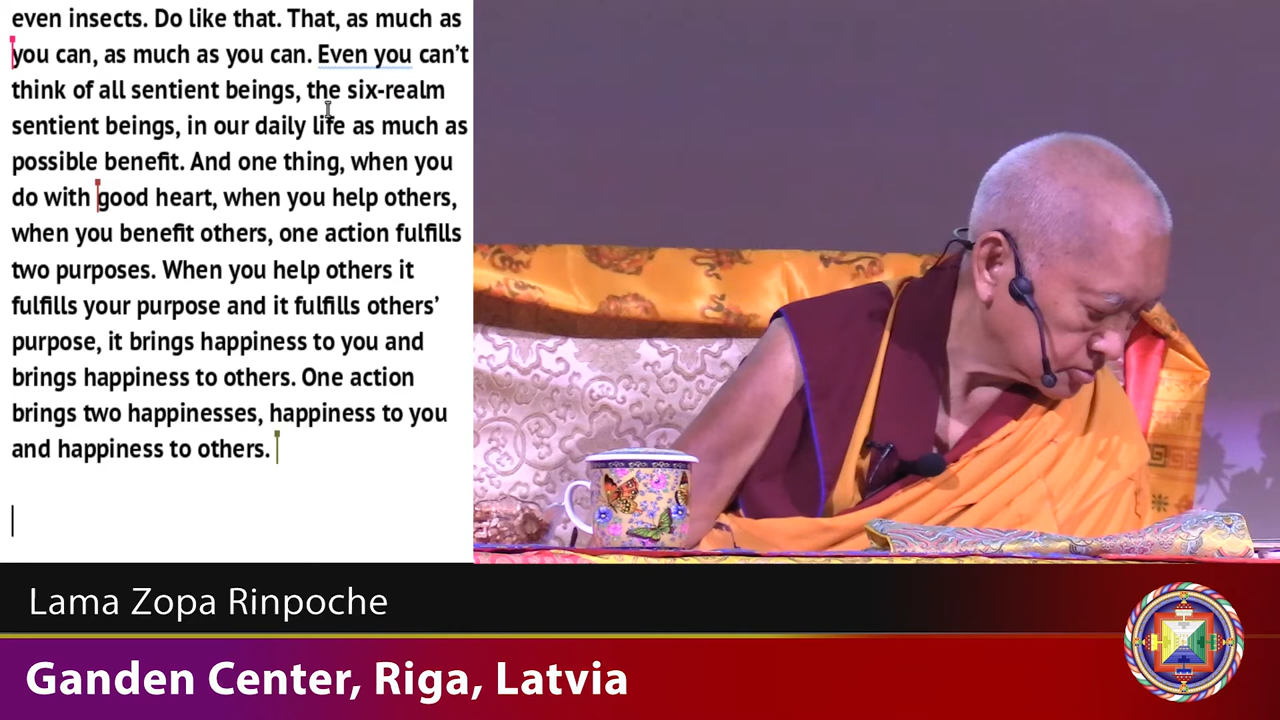 even insects. Do like that. That, as much as
you can, as much as you can. Even you can’t
think of all sentient beings, the six-realm
sentient beings, in our daily life as much as
possible benefit. And one thing, when you
do with good heart, when you help others,
when you benefit others, one action fulfills
two purposes. When you help others it
fulfills your purpose and it fulfills others’
purpose, it brings happiness to you and
brings happiness to others. One action
brings two happinesses, happiness to you
and happiness to others.
Lama Zopa Rinpoche
Ganden Center, Riga, Latvia